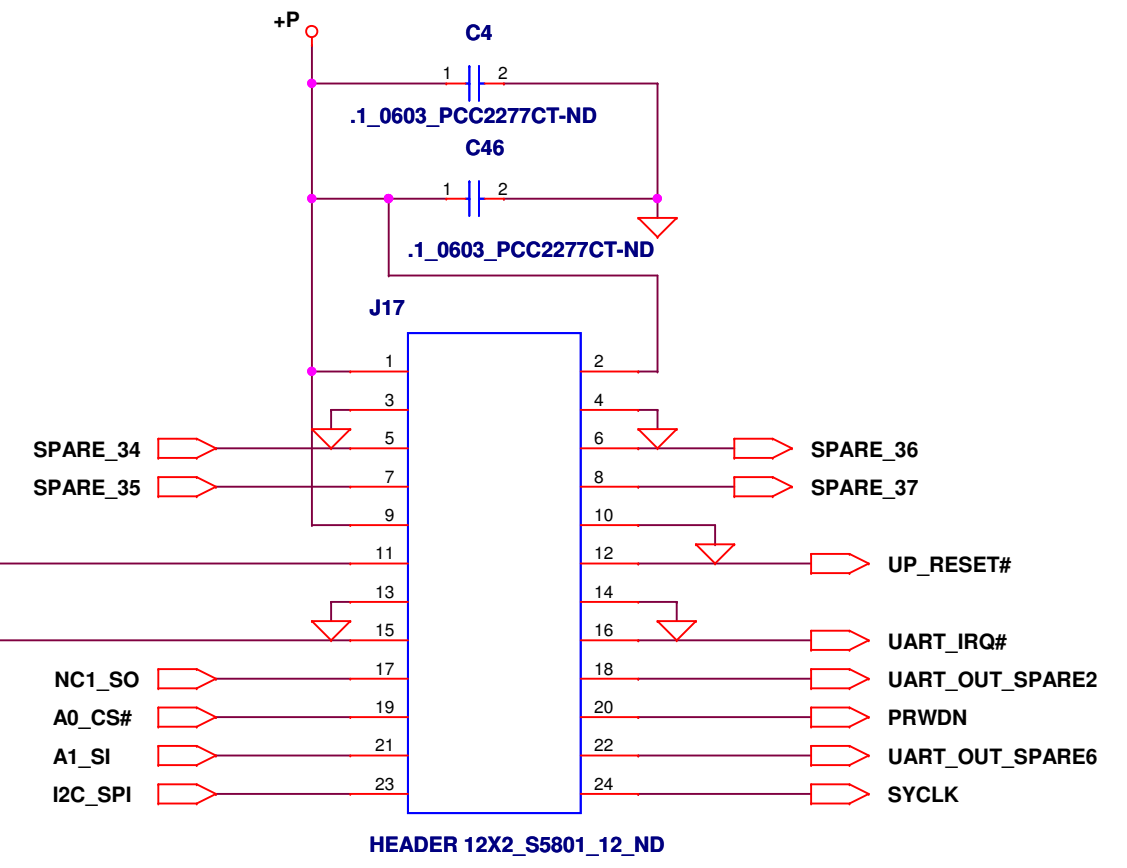 +P
C4
1 2
.1_0603_PCC2277CT-ND
C46
1 2
.1_0603_PCC2277CT-ND
J17
1 2
3 4
SPARE_34 5 6 SPARE_36
SPARE_35 7 8 SPARE_37
9 10
11 12 UP_RESET#
13 14
15 16 UART_IRQ#
NC1_SO 17 18 UART_OUT_SPARE2
A0_CS# 19 20 PRWDN
A1_SI 21 22 UART_OUT_SPARE6
I2C_SPI 23 24 SYCLK
HEADER 12X2_S5801_12_ND